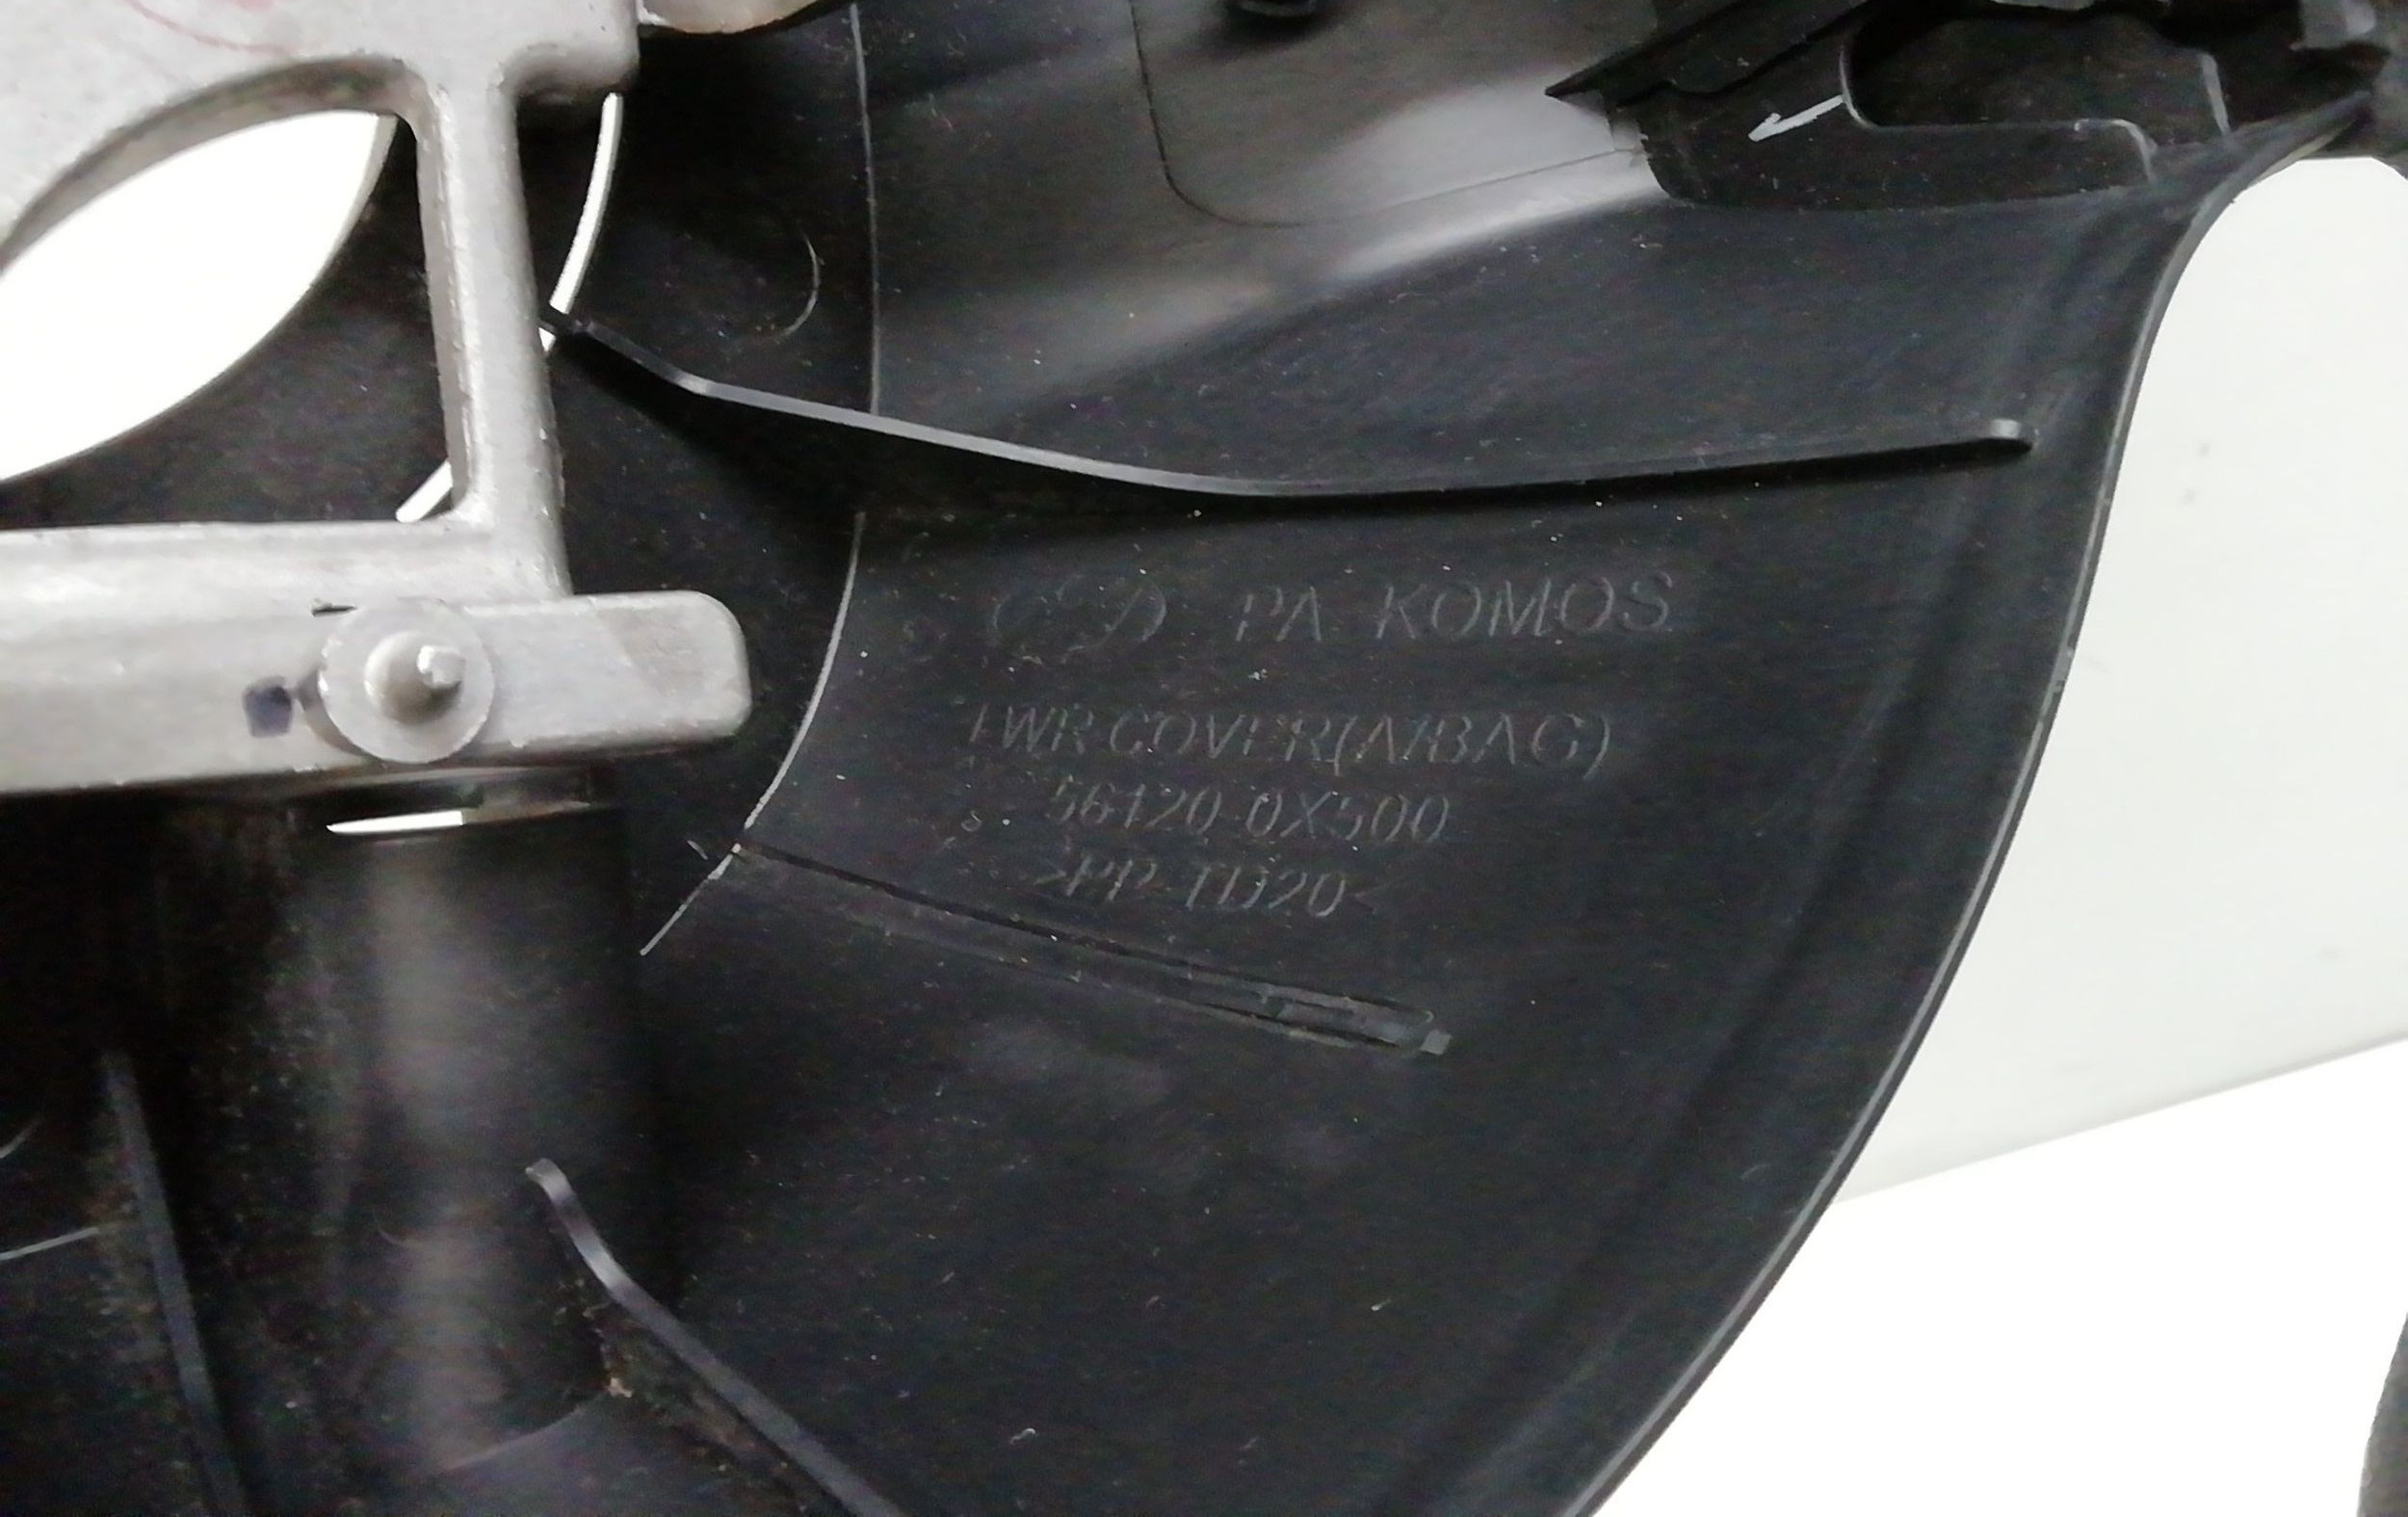 PA KOMOS
LWR COVER(A/BAG)
56120-0X500
>PP-TD20<